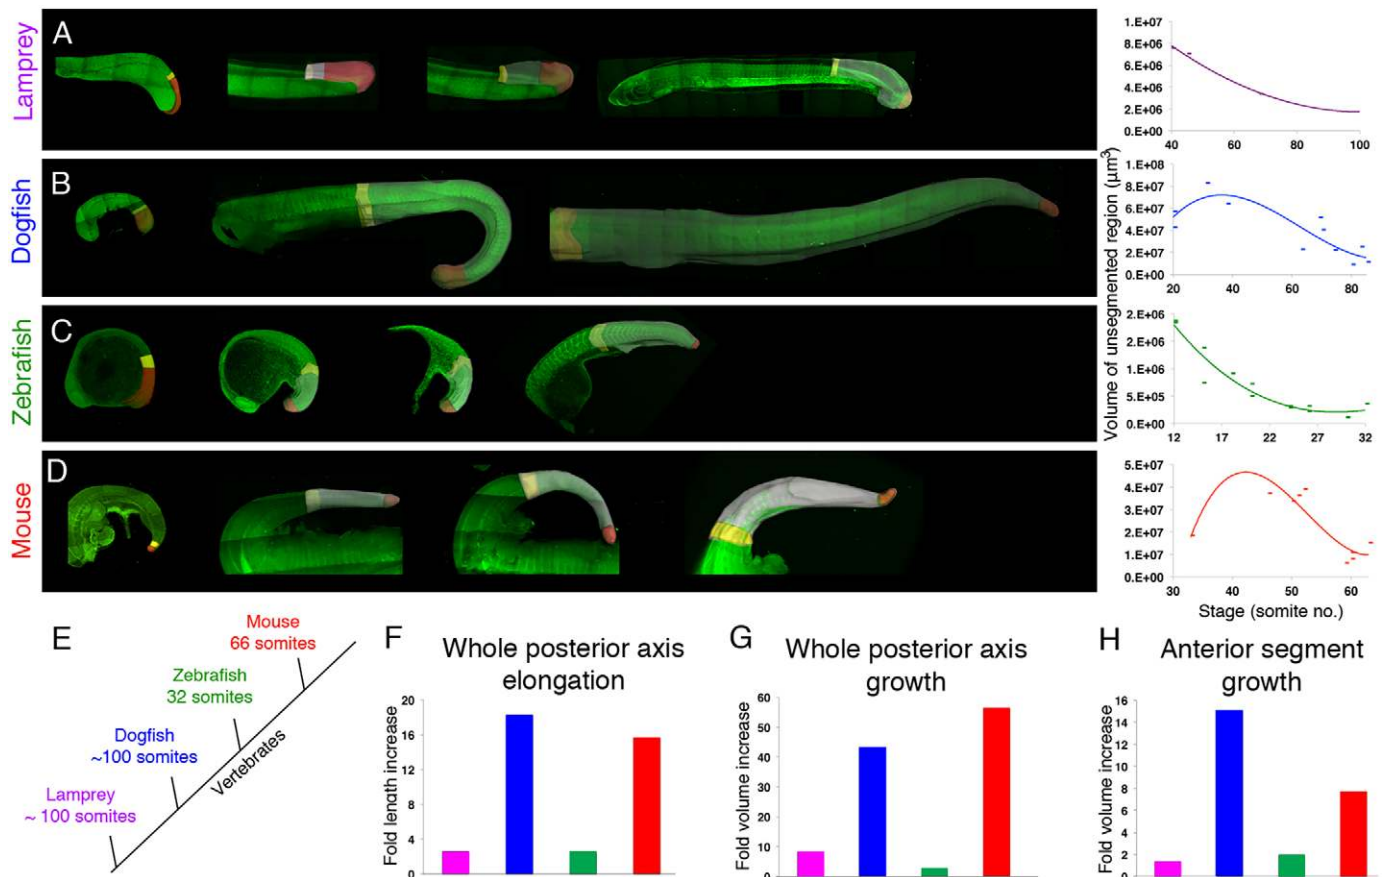 Lamprey
A
1.E+07
8.E+06
6.E+06
4.E+06
2.E+06
0.E+00
40 60 80 100
Dogfish
B
1.E+08
8.E+07
6.E+07
4.E+07
2.E+07
0.E+00
20 40 60 80
Volume of unsegmented region (µm³)
Zebrafish
C
2.E+06
2.E+06
1.E+06
5.E+05
0.E+00
12 17 22 27 32
Mouse
D
5.E+07
4.E+07
3.E+07
2.E+07
1.E+07
0.E+00
30 40 50 60
Stage (somite no.)
E
Mouse
66 somites
Zebrafish
32 somites
Dogfish
~100 somites
Lamprey
~ 100 somites
Vertebrates
F
Whole posterior axis
elongation
Fold length increase
20
16
12
8
4
0
G
Whole posterior axis
growth
Fold volume increase
60
50
40
30
20
10
0
H
Anterior segment
growth
Fold volume increase
16
14
12
10
8
6
4
2
0